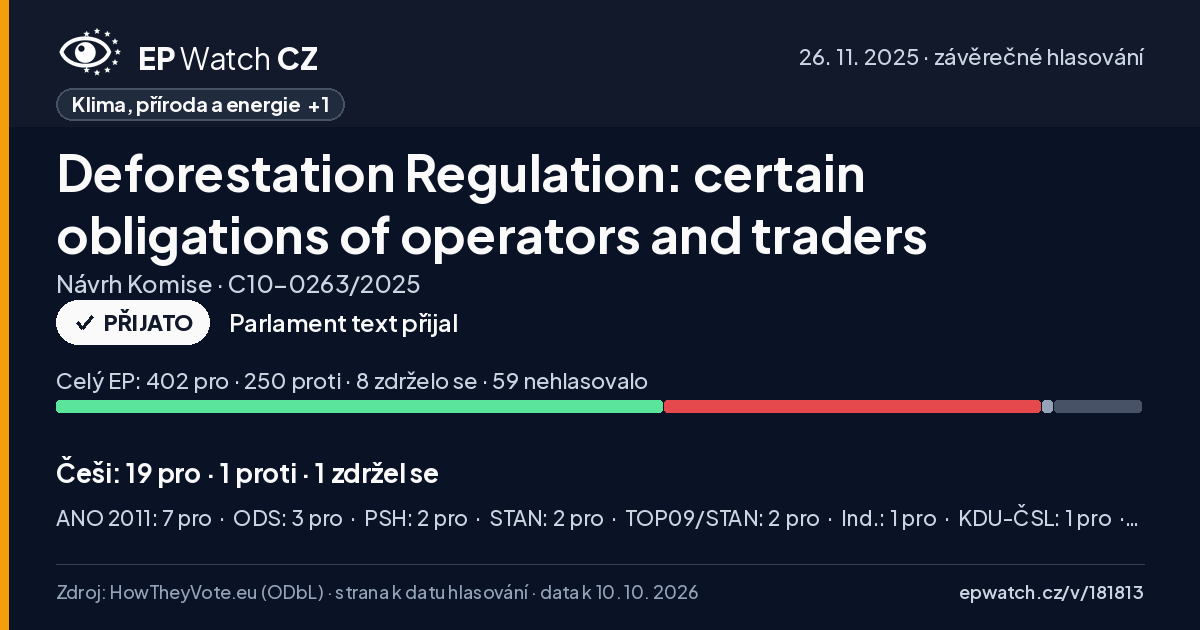 EP Watch CZ
26. 11. 2025 · závěrečné hlasování
Klima, příroda a energie +1
Deforestation Regulation: certain
obligations of operators and traders
Návrh Komise · C10–0263/2025
✓ PŘIJATO
Parlament text přijal
Celý EP: 402 pro · 250 proti · 8 zdrželo se · 59 nehlasovalo
Češi: 19 pro · 1 proti · 1 zdržel se
ANO 2011: 7 pro · ODS: 3 pro · PSH: 2 pro · STAN: 2 pro · TOP09/STAN: 2 pro · Ind.: 1 pro · KDU-ČSL: 1 pro ·…
Zdroj: HowTheyVote.eu (ODbL) · strana k datu hlasování · data k 10. 10. 2026
epwatch.cz/v/181813